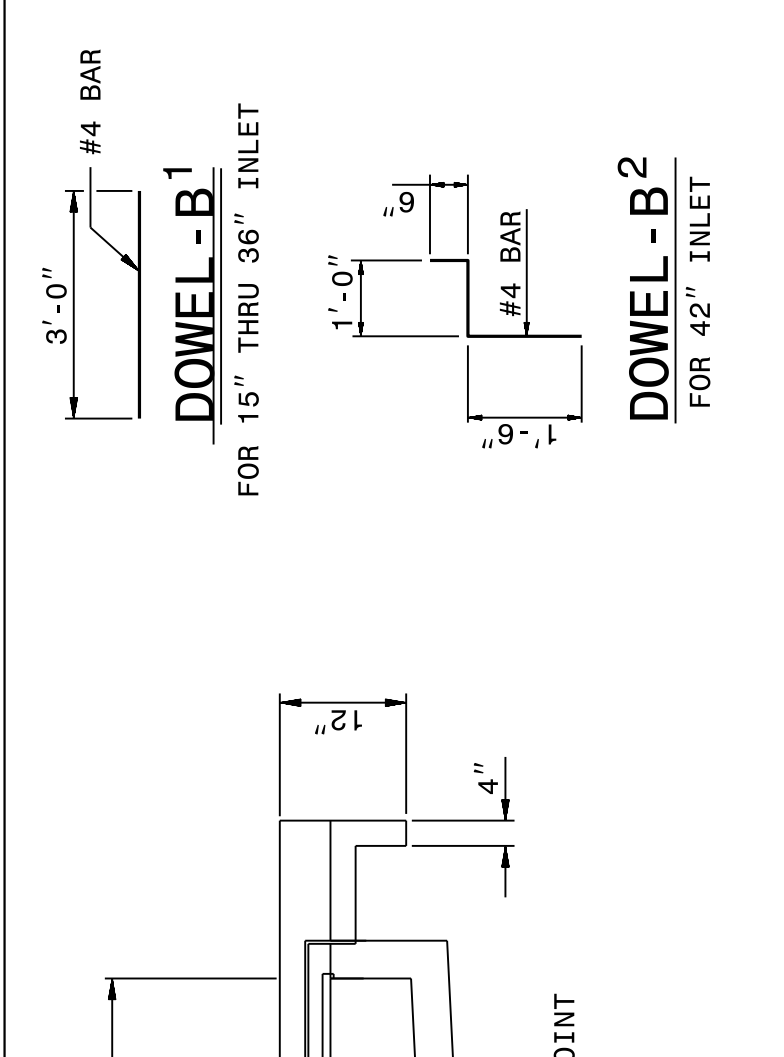 #4 BAR
3'-0"
DOWEL-B1
FOR 15" THRU 36" INLET
6"
1'-0"
#4 BAR
1'-6"
DOWEL-B2
FOR 42" INLET
12"
4"